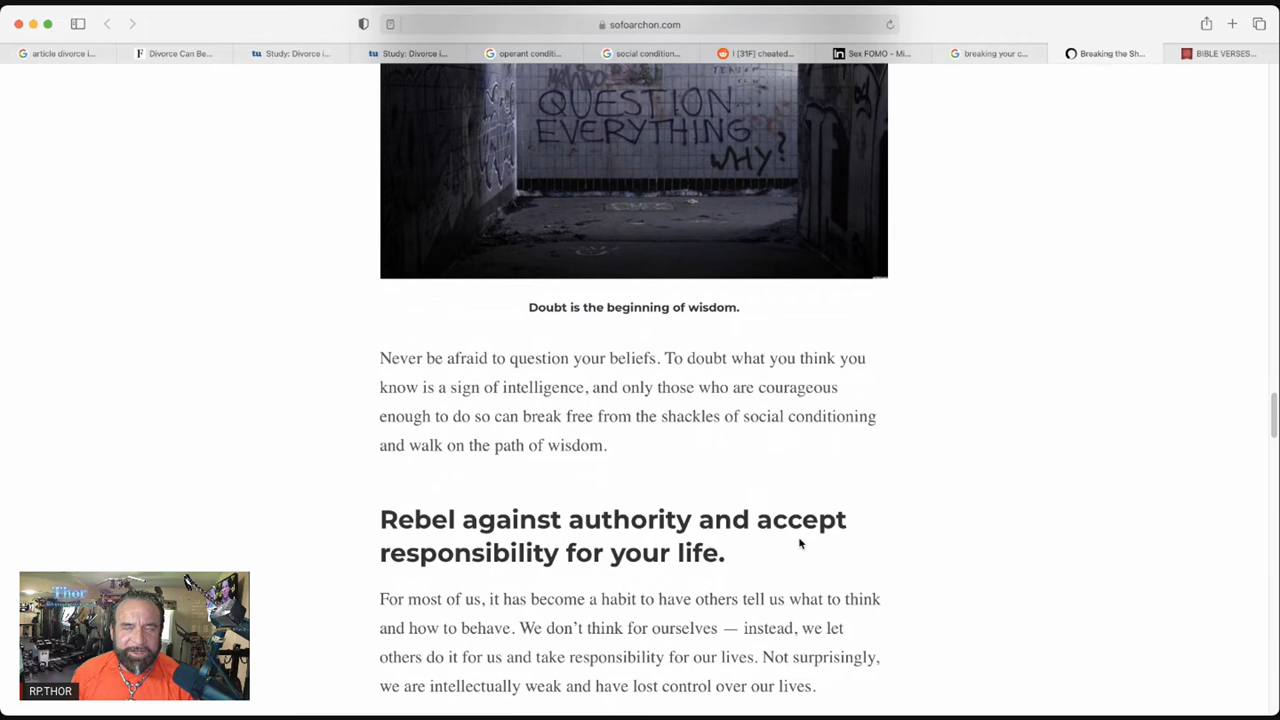 sofoarchon.com
article divorce i...
Divorce Can Be...
Study: Divorce i...
Study: Divorce i...
operant conditi...
social condition...
I [31F] cheated...
Sex FOMO - Mi...
breaking your c...
Breaking the Sh...
BIBLE VERSES...
QUESTION
EVERYTHING
WHY?
Doubt is the beginning of wisdom.
Never be afraid to question your beliefs. To doubt what you think you
know is a sign of intelligence, and only those who are courageous
enough to do so can break free from the shackles of social conditioning
and walk on the path of wisdom.
Rebel against authority and accept
responsibility for your life.
For most of us, it has become a habit to have others tell us what to think
and how to behave. We don't think for ourselves — instead, we let
others do it for us and take responsibility for our lives. Not surprisingly,
we are intellectually weak and have lost control over our lives.
Thor
RP.THOR